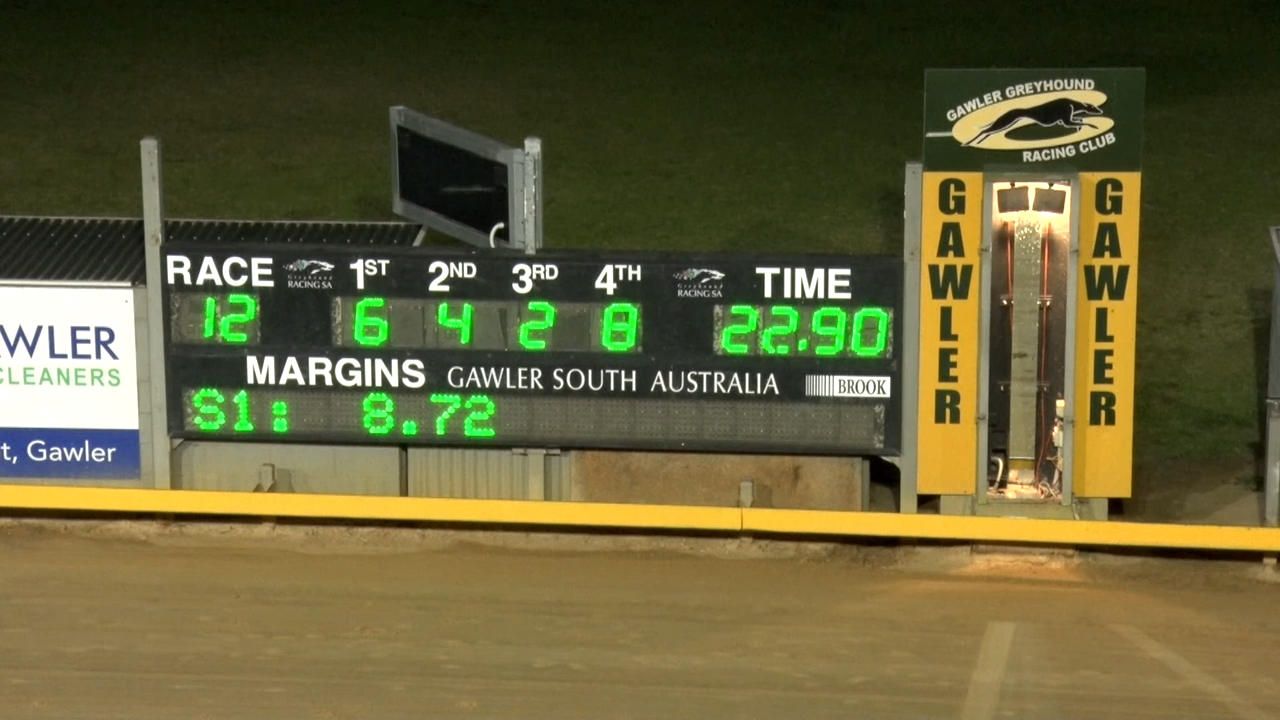 GAWLER GREYHOUND
RACING CLUB
GAWLER
GAWLER
RACE 1ST 2ND 3RD 4TH TIME
Greyhound
RACING SA
Greyhound
RACING SA
12 6 4 2 8 22.90
MARGINS GAWLER SOUTH AUSTRALIA BROOK
S1: 8.72
AWLER
CLEANERS
t, Gawler